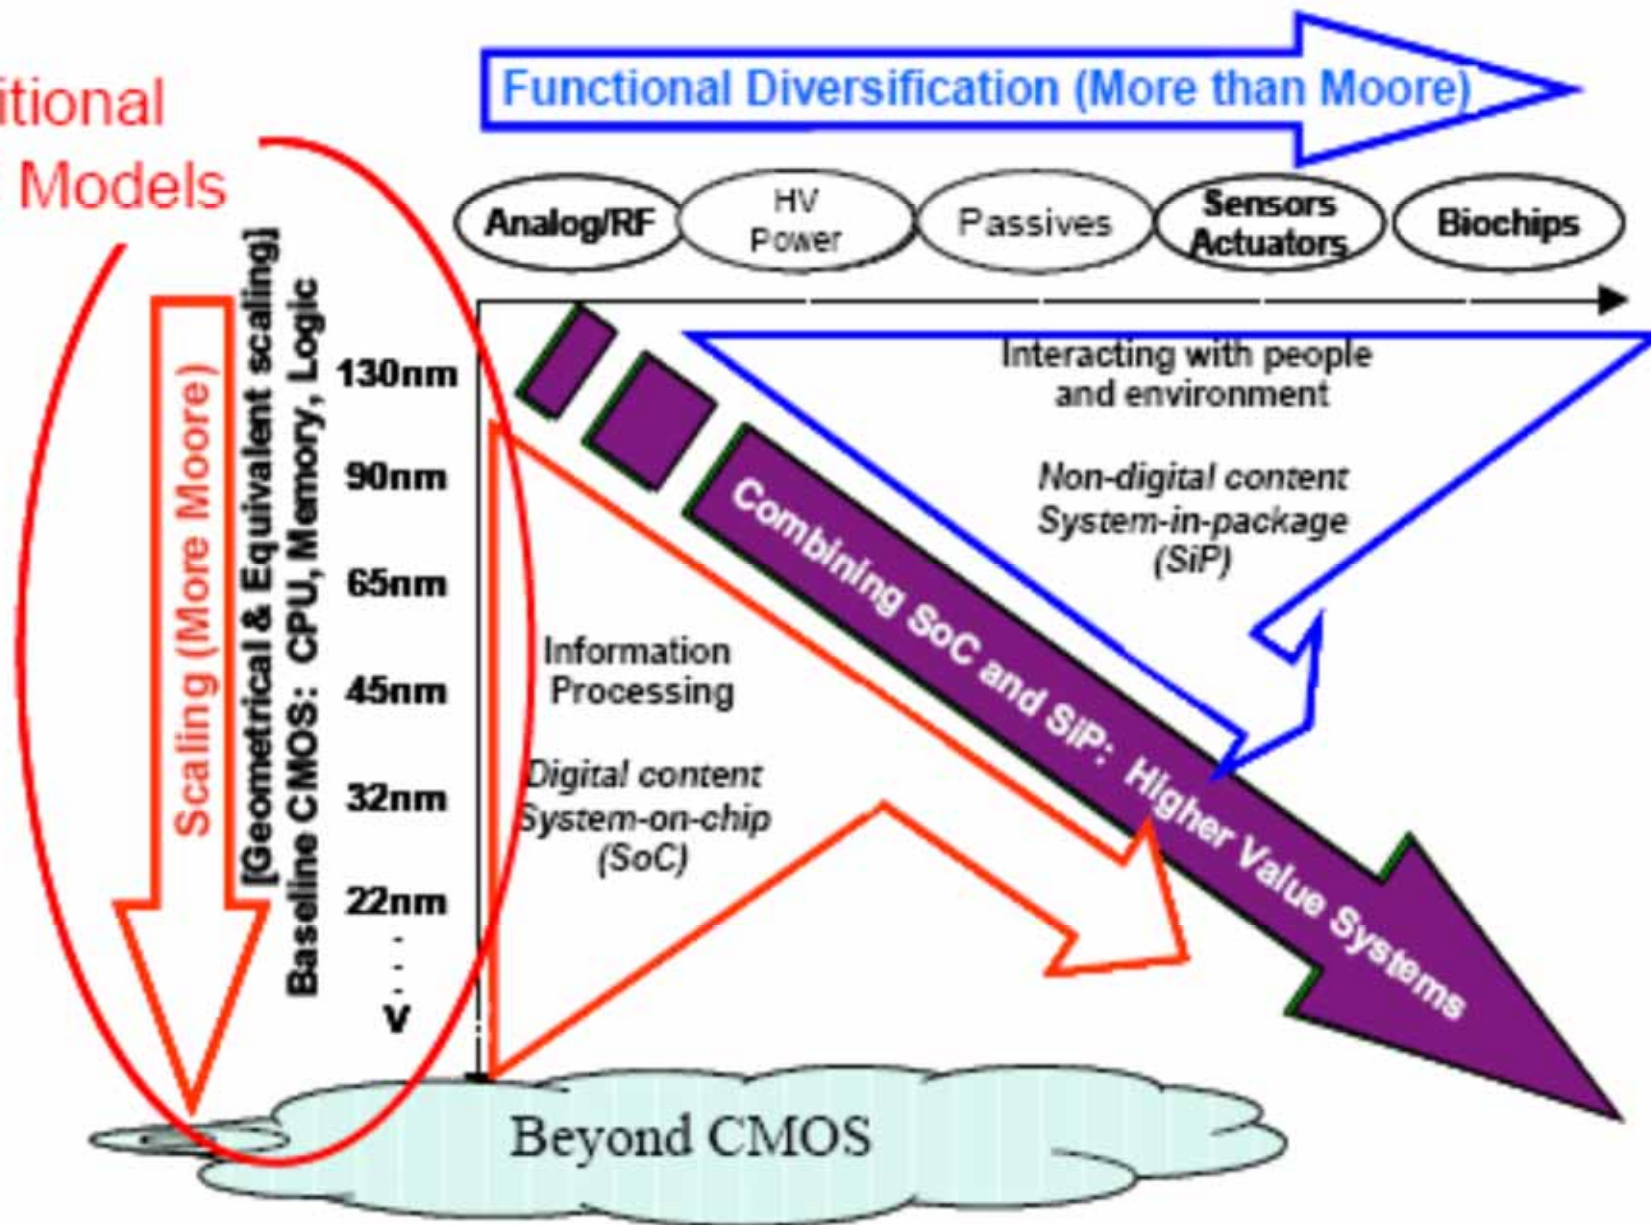 itional
Models
Functional Diversification (More than Moore)
Analog/RF
HV
Power
Passives
Sensors
Actuators
Biochips
Scaling (More Moore)
[Geometrical & Equivalent scaling]
Baseline CMOS: CPU, Memory, Logic
130nm
90nm
65nm
45nm
32nm
22nm
V
Interacting with people
and environment
Non-digital content
System-in-package
(SiP)
Combining SoC and SiP: Higher Value Systems
Information
Processing
Digital content
System-on-chip
(SoC)
Beyond CMOS